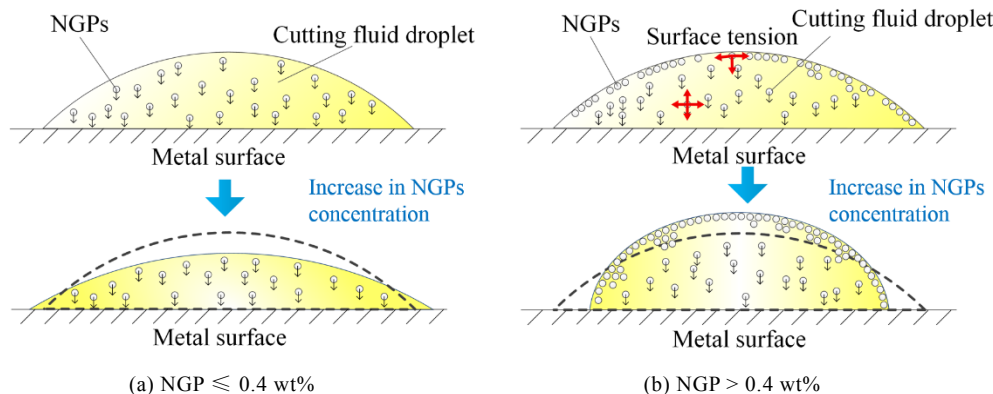 NGPs
Cutting fluid droplet
Metal surface
Increase in NGPs
concentration
Metal surface
(a) NGP ≤ 0.4 wt%
NGPs
Surface tension
Cutting fluid droplet
Metal surface
Increase in NGPs
concentration
Metal surface
(b) NGP > 0.4 wt%